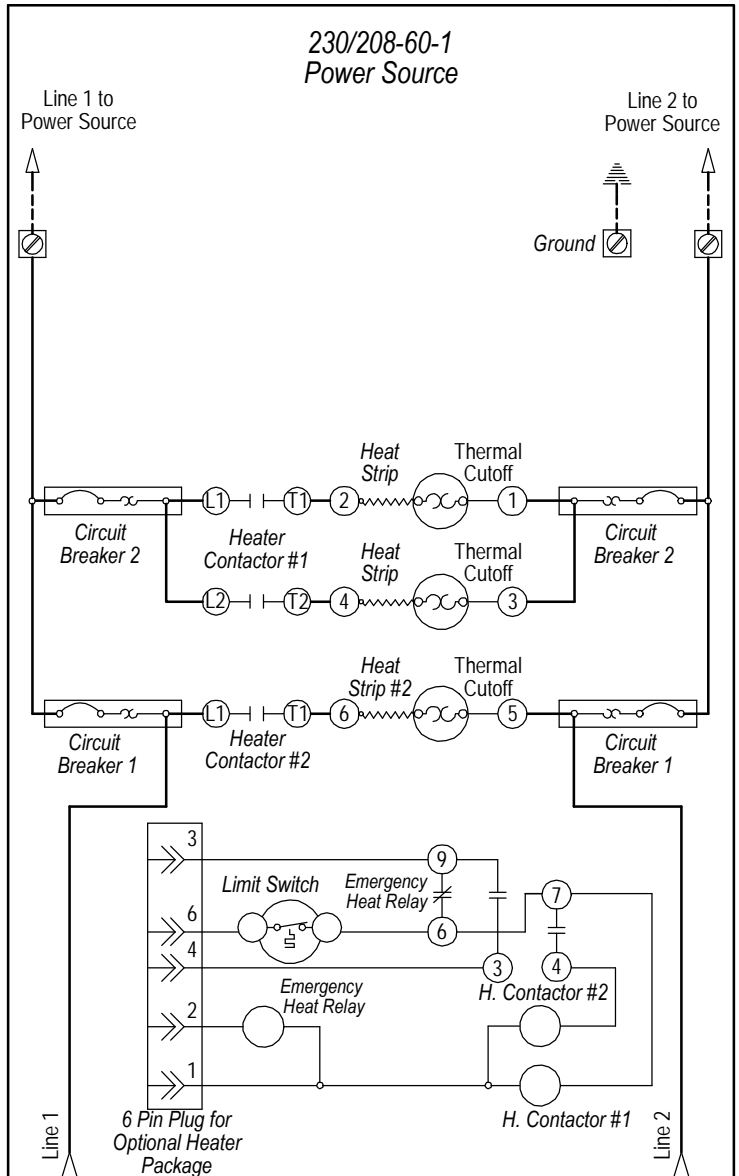 230/208-60-1
Power Source
Line 1 to
Power Source
Line 2 to
Power Source
Ground
Heat
Strip
Thermal
Cutoff
L1
T1
2
1
Circuit
Breaker 2
Heater
Contactor #1
Circuit
Breaker 2
Heat
Strip
Thermal
Cutoff
L2
T2
4
3
Heat
Strip #2
Thermal
Cutoff
L1
T1
6
5
Circuit
Breaker 1
Heater
Contactor #2
Circuit
Breaker 1
3
9
Limit Switch
Emergency
Heat Relay
7
6
6
4
3
4
H. Contactor #2
Emergency
Heat Relay
2
1
H. Contactor #1
Line 1
6 Pin Plug for
Optional Heater
Package
Line 2